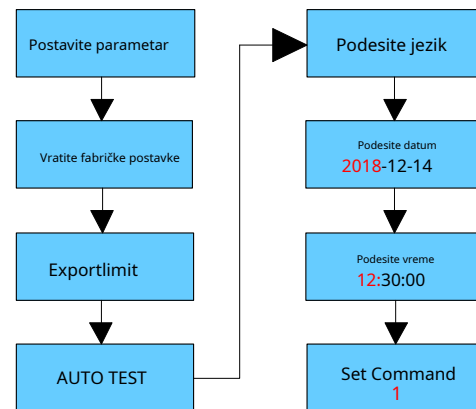 Postavite parametar
Vratite fabričke postavke
Exportlimit
AUTO TEST
Podesite jezik
Podesite datum
2018-12-14
Podesite vreme
12:30:00
Set Command
1